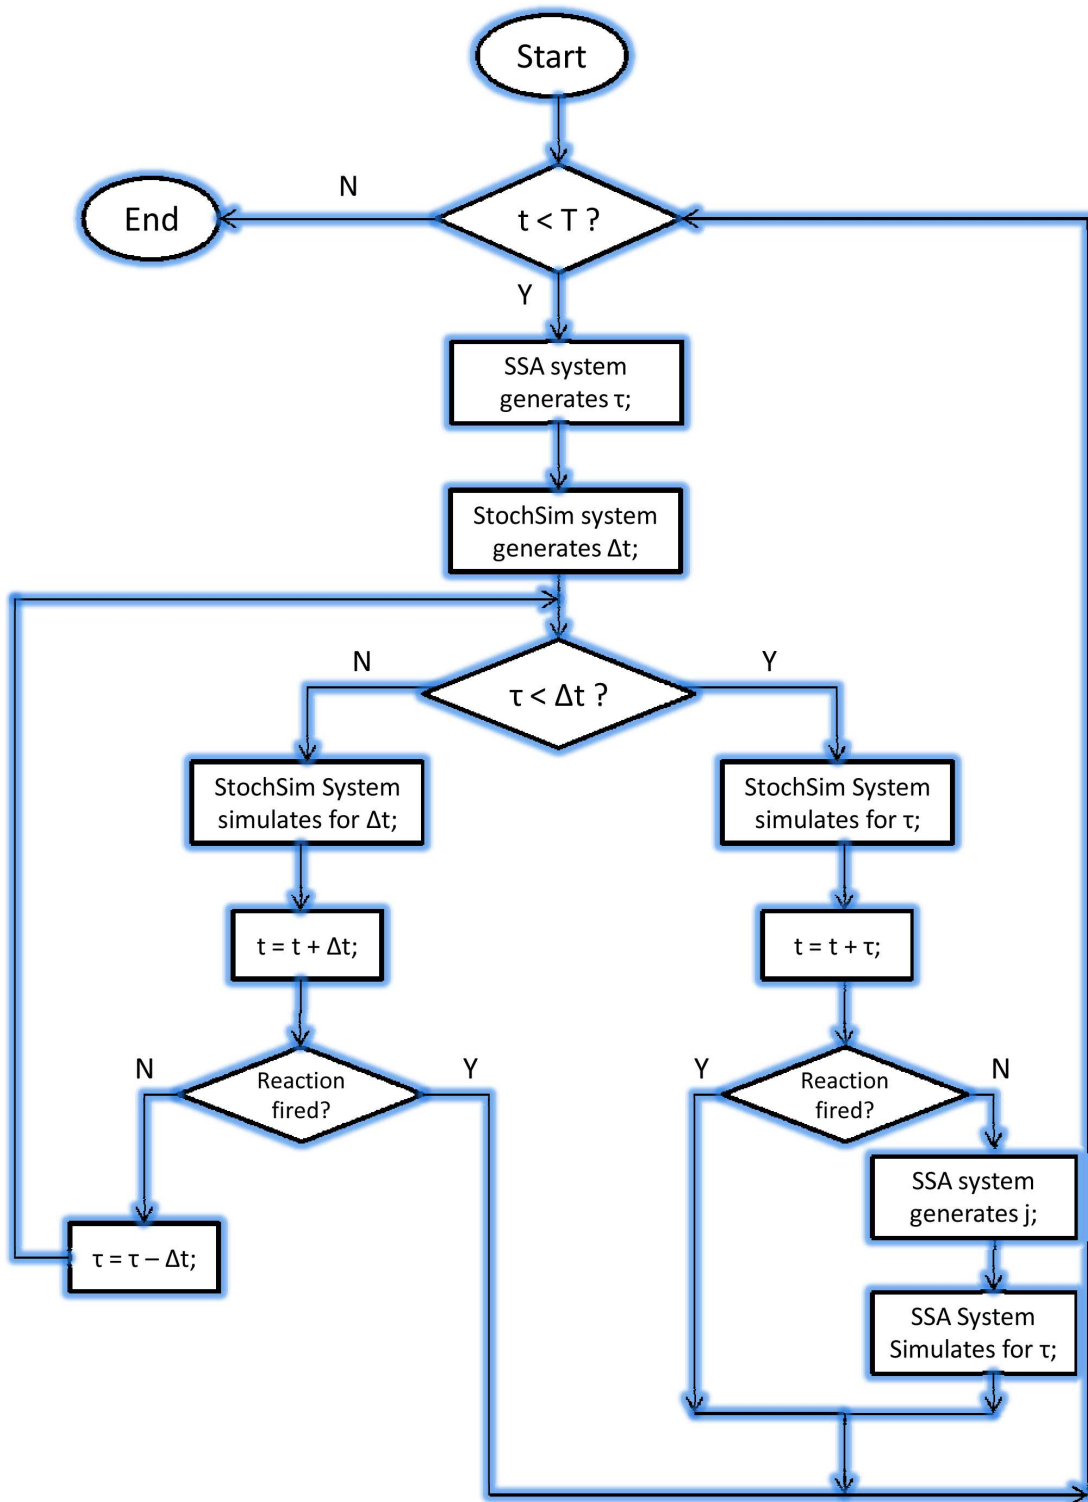 Start
N
End
t < T ?
Y
SSA system
generates τ;
StochSim system
generates Δt;
N
Y
τ < Δt ?
StochSim System
simulates for Δt;
StochSim System
simulates for τ;
t = t + Δt;
t = t + τ;
N
Reaction
fired?
Y
Y
Reaction
fired?
N
SSA system
generates j;
τ = τ – Δt;
SSA System
Simulates for τ;